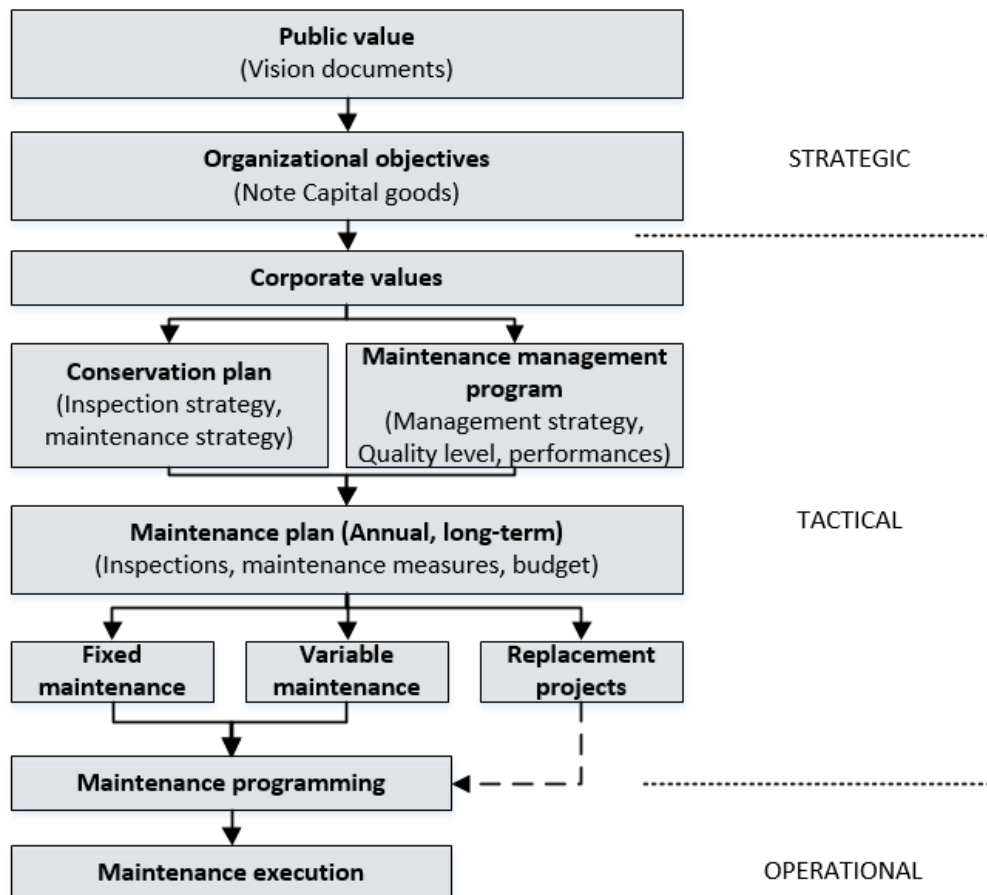 Public value
(Vision documents)
Organizational objectives
(Note Capital goods)
STRATEGIC
Corporate values
Conservation plan
(Inspection strategy,
maintenance strategy)
Maintenance management
program
(Management strategy,
Quality level, performances)
Maintenance plan (Annual, long-term)
(Inspections, maintenance measures, budget)
TACTICAL
Fixed
maintenance
Variable
maintenance
Replacement
projects
Maintenance programming
Maintenance execution
OPERATIONAL